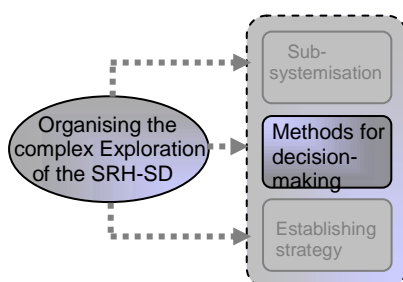 Sub-
systemisation
Organising the
complex Exploration
of the SRH-SD
Methods for
decision-
making
Establishing
strategy